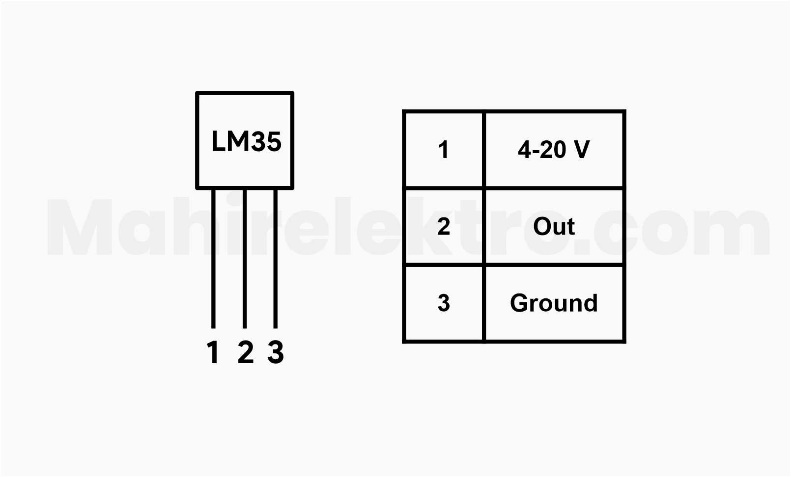 LM35
1 2 3
1 4-20 V
2 Out
3 Ground
Mahirelektro.com